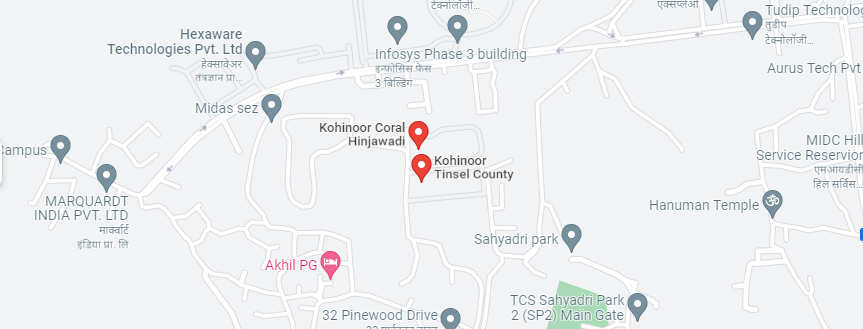 टेक्नोलॉजी...
एक्सप्लेओ
Tudip Technolog
तुडीप
टेक्नोलॉजी...
Hexaware
Technologies Pvt. Ltd
हेक्सावेअर
तंत्रज्ञान प्रा...
Infosys Phase 3 building
इन्फोसिस फेस
3 बिल्डिंग
Aurus Tech Pvt
Midas sez
Kohinoor Coral
Hinjawadi
Kohinoor
Tinsel County
Campus
MIDC Hill
Service Reservior
एमआयडीसी
हिल सर्विस...
MARQUARDT
INDIA PVT. LTD
मार्क्वार्ट
इंडिया प्रा. लि
Hanuman Temple
Sahyadri park
Akhil PG
TCS Sahyadri Park
2 (SP2) Main Gate
32 Pinewood Drive